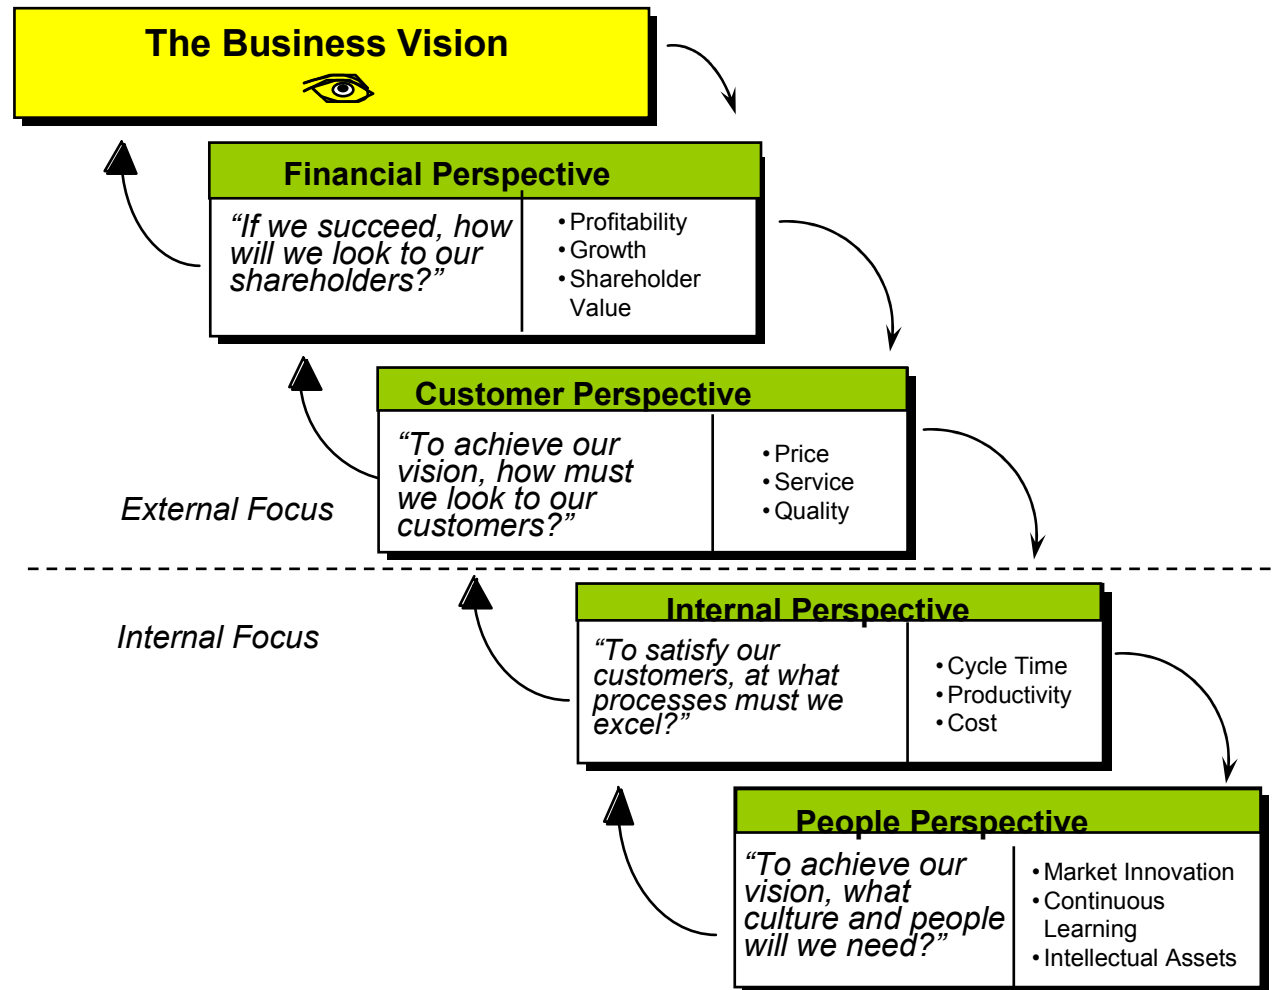 The Business Vision
Financial Perspective
“If we succeed, how
will we look to our
shareholders?”
•Profitability
•Growth
•Shareholder
Value
Customer Perspective
“To achieve our
vision, how must
we look to our
customers?”
•Price
•Service
•Quality
External Focus
Internal Focus
Internal Perspective
“To satisfy our
customers, at what
processes must we
excel?”
•Cycle Time
•Productivity
•Cost
People Perspective
“To achieve our
vision, what
culture and people
will we need?”
•Market Innovation
•Continuous
Learning
•Intellectual Assets